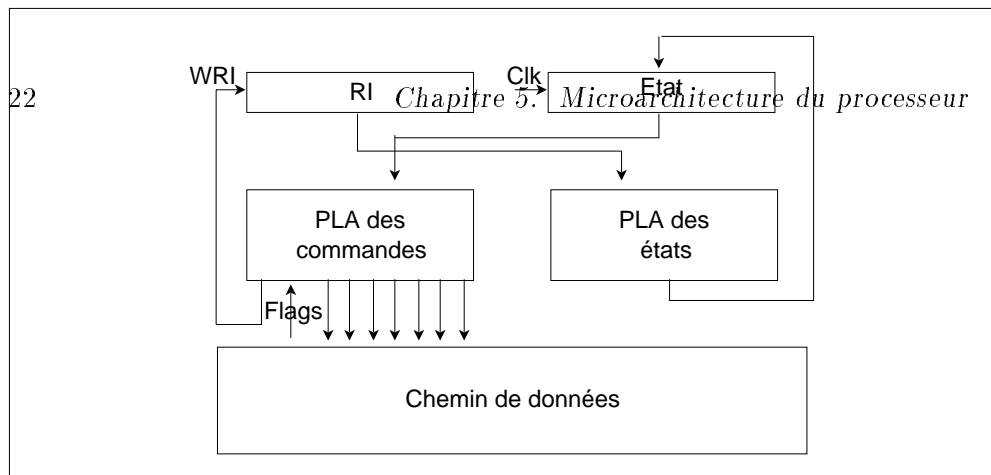 WRI
RI
Clk
Etat
22 Chapitre 5. Microarchitecture du processeur
PLA des
commandes
PLA des
états
Flags
Chemin de données